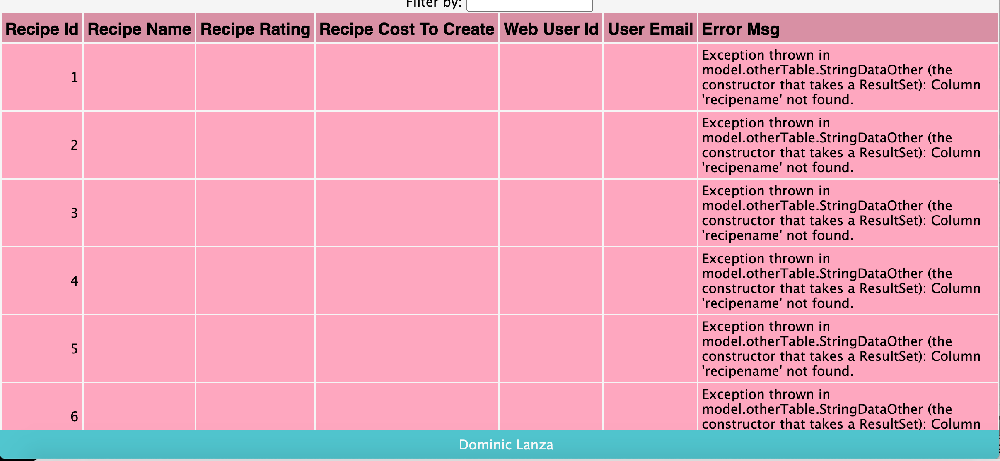 Filter by:
Recipe Id Recipe Name Recipe Rating Recipe Cost To Create Web User Id User Email Error Msg
1
Exception thrown in
model.otherTable.StringDataOther (the
constructor that takes a ResultSet): Column
'recipename' not found.
2
Exception thrown in
model.otherTable.StringDataOther (the
constructor that takes a ResultSet): Column
'recipename' not found.
3
Exception thrown in
model.otherTable.StringDataOther (the
constructor that takes a ResultSet): Column
'recipename' not found.
4
Exception thrown in
model.otherTable.StringDataOther (the
constructor that takes a ResultSet): Column
'recipename' not found.
5
Exception thrown in
model.otherTable.StringDataOther (the
constructor that takes a ResultSet): Column
'recipename' not found.
6
Exception thrown in
model.otherTable.StringDataOther (the
constructor that takes a ResultSet): Column
Dominic Lanza